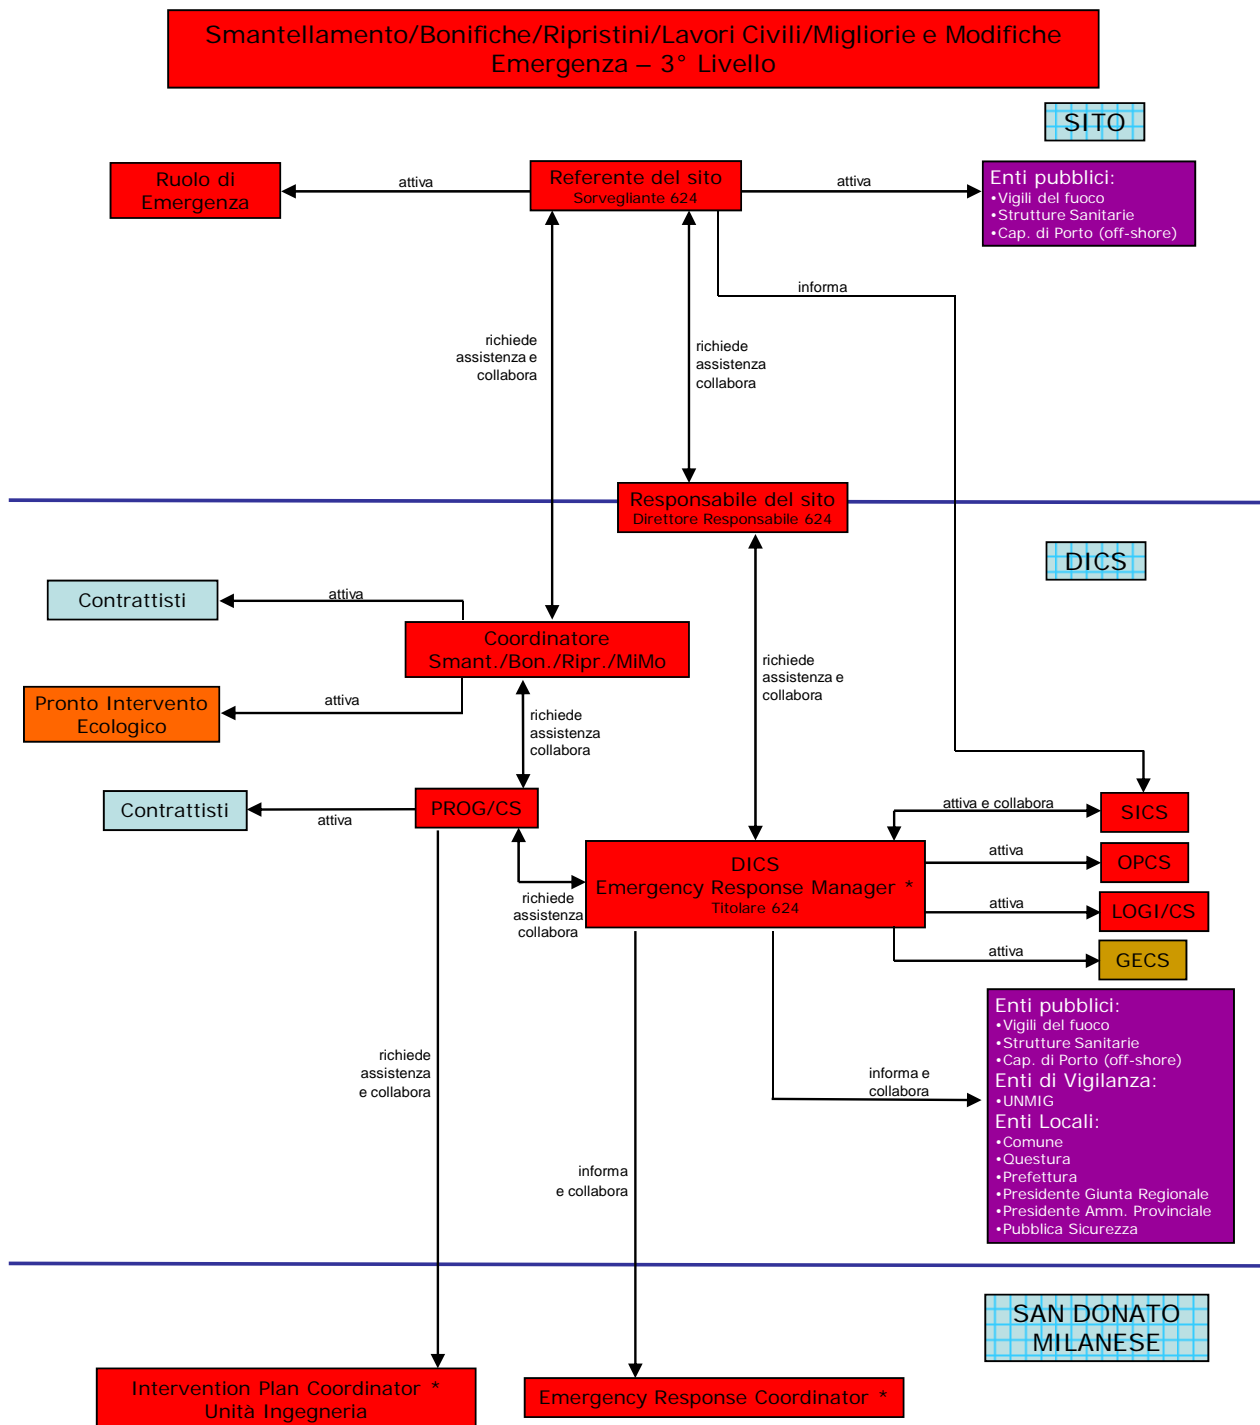 Smantellamento/Bonifiche/Ripristini/Lavori Civili/Migliorie e Modifiche
Emergenza – 3° Livello
SITO
Ruolo di
Emergenza
attiva
Referente del sito
Sorvegliante 624
attiva
Enti pubblici:
•Vigili del fuoco
•Strutture Sanitarie
•Cap. di Porto (off-shore)
informa
richiede
assistenza e
collabora
richiede
assistenza
collabora
Responsabile del sito
Direttore Responsabile 624
DICS
Contrattisti
attiva
Coordinatore
Smant./Bon./Ripr./MiMo
richiede
assistenza e
collabora
Pronto Intervento
Ecologico
attiva
richiede
assistenza
collabora
Contrattisti
attiva
PROG/CS
attiva e collabora
SICS
DICS
Emergency Response Manager *
Titolare 624
attiva
OPCS
richiede
assistenza
collabora
attiva
LOGI/CS
attiva
GECS
Enti pubblici:
•Vigili del fuoco
•Strutture Sanitarie
•Cap. di Porto (off-shore)
Enti di Vigilanza:
•UNMIG
Enti Locali:
•Comune
•Questura
•Prefettura
•Presidente Giunta Regionale
•Presidente Amm. Provinciale
•Pubblica Sicurezza
richiede
assistenza
e collabora
informa e
collabora
informa
e collabora
SAN DONATO
MILANESE
Intervention Plan Coordinator *
Unità Ingegneria
Emergency Response Coordinator *